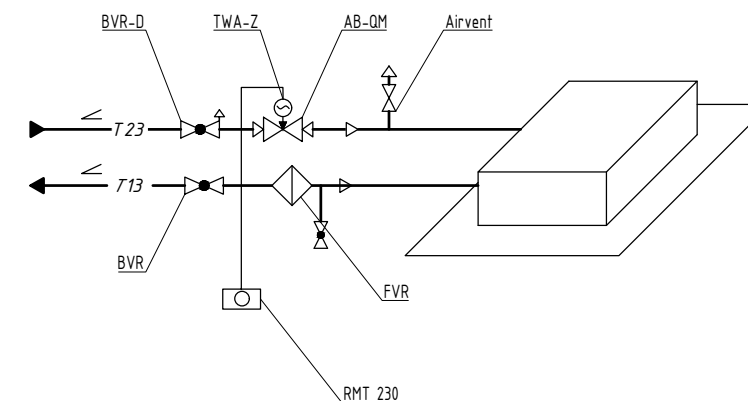 BVR-D
TWA-Z
AB-QM
Airvent
T23
T13
BVR
FVR
RMT 230